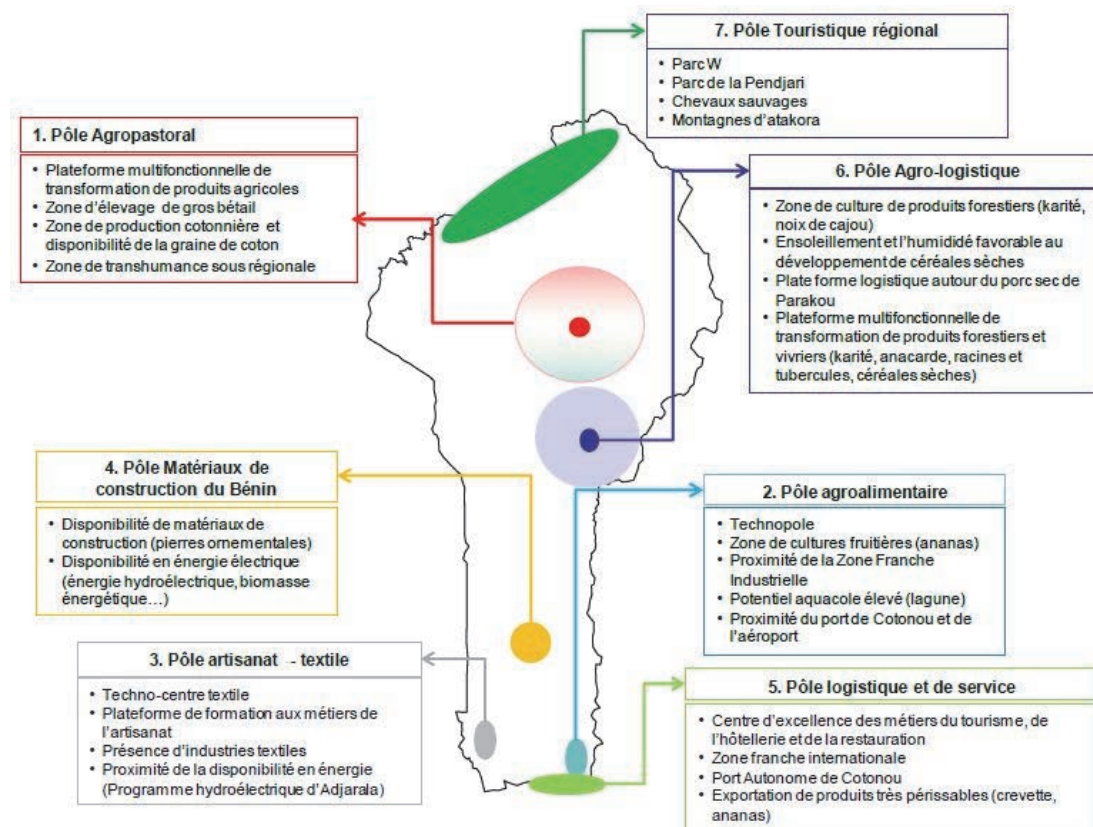 7. Pôle Touristique régional
• Parc W
• Parc de la Pendjari
• Chevaux sauvages
• Montagnes d'atakora
1. Pôle Agropastoral
• Plateforme multifonctionnelle de
transformation de produits agricoles
• Zone d'élevage de gros bétail
• Zone de production cotonnière et
disponibilité de la graine de coton
• Zone de transhumance sous régionale
6. Pôle Agro-logistique
• Zone de culture de produits forestiers (karité,
noix de cajou)
• Ensoleillement et l'humididé favorable au
développement de céréales sèches
• Plate forme logistique autour du porc sec de
Parakou
• Plateforme multifonctionnelle de
transformation de produits forestiers et
vivriers (karité, anacarde, racines et
tubercules, céréales sèches)
4. Pôle Matériaux de
construction du Bénin
• Disponibilité de matériaux de
construction (pierres ornementales)
• Disponibilité en énergie électrique
(énergie hydroélectrique, biomasse
énergétique…)
2. Pôle agroalimentaire
• Technopole
• Zone de cultures fruitières (ananas)
• Proximité de la Zone Franche
Industrielle
• Potentiel aquacole élevé (lagune)
• Proximité du port de Cotonou et de
l'aéroport
3. Pôle artisanat - textile
• Techno-centre textile
• Plateforme de formation aux métiers de
l'artisanat
• Présence d'industries textiles
• Proximité de la disponibilité en énergie
(Programme hydroélectrique d'Adjarala)
5. Pôle logistique et de service
• Centre d'excellence des métiers du tourisme, de
l'hôtellerie et de la restauration
• Zone franche internationale
• Port Autonome de Cotonou
• Exportation de produits très périssables (crevette,
ananas)